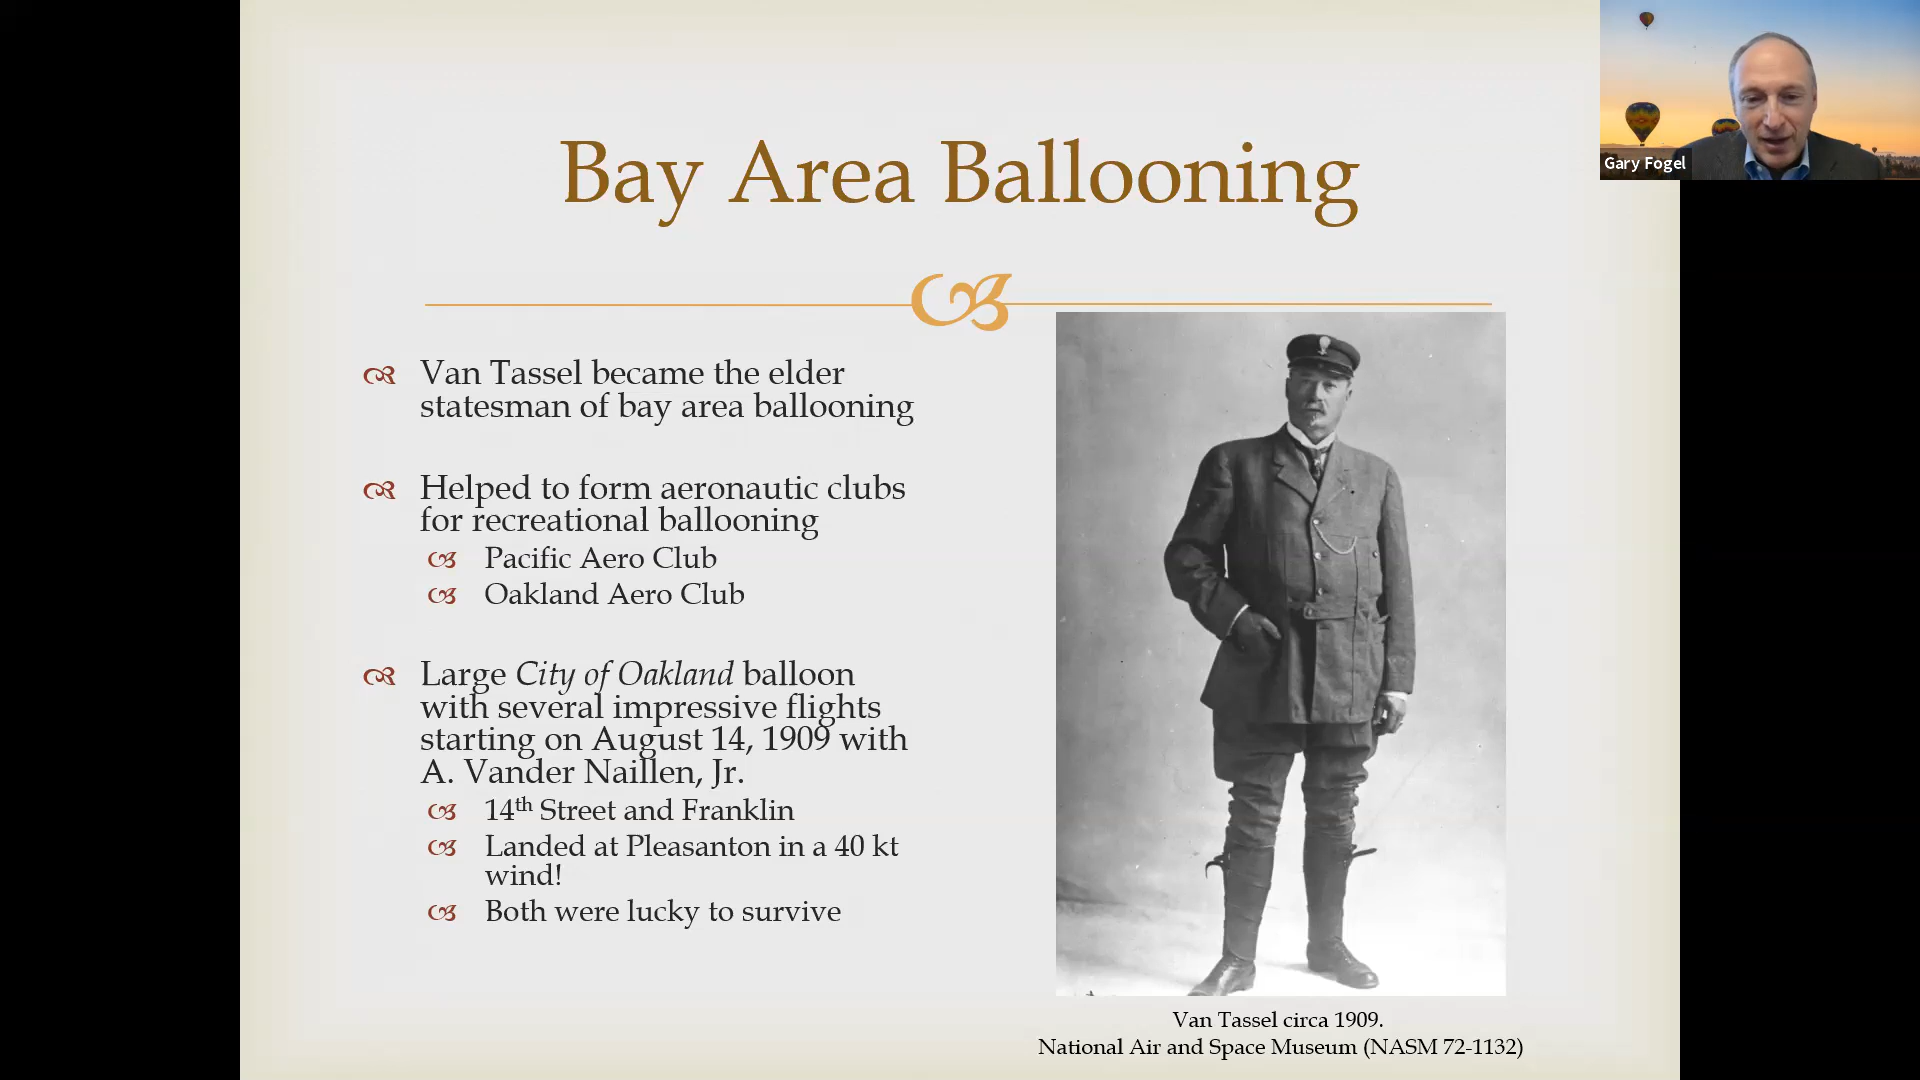 Bay Area Ballooning
Van Tassel became the elder
statesman of bay area ballooning
Helped to form aeronautic clubs
for recreational ballooning
Pacific Aero Club
Oakland Aero Club
Large City of Oakland balloon
with several impressive flights
starting on August 14, 1909 with
A. Vander Naillen, Jr.
14th Street and Franklin
Landed at Pleasanton in a 40 kt
wind!
Both were lucky to survive
Van Tassel circa 1909.
National Air and Space Museum (NASM 72-1132)
Gary Fogel